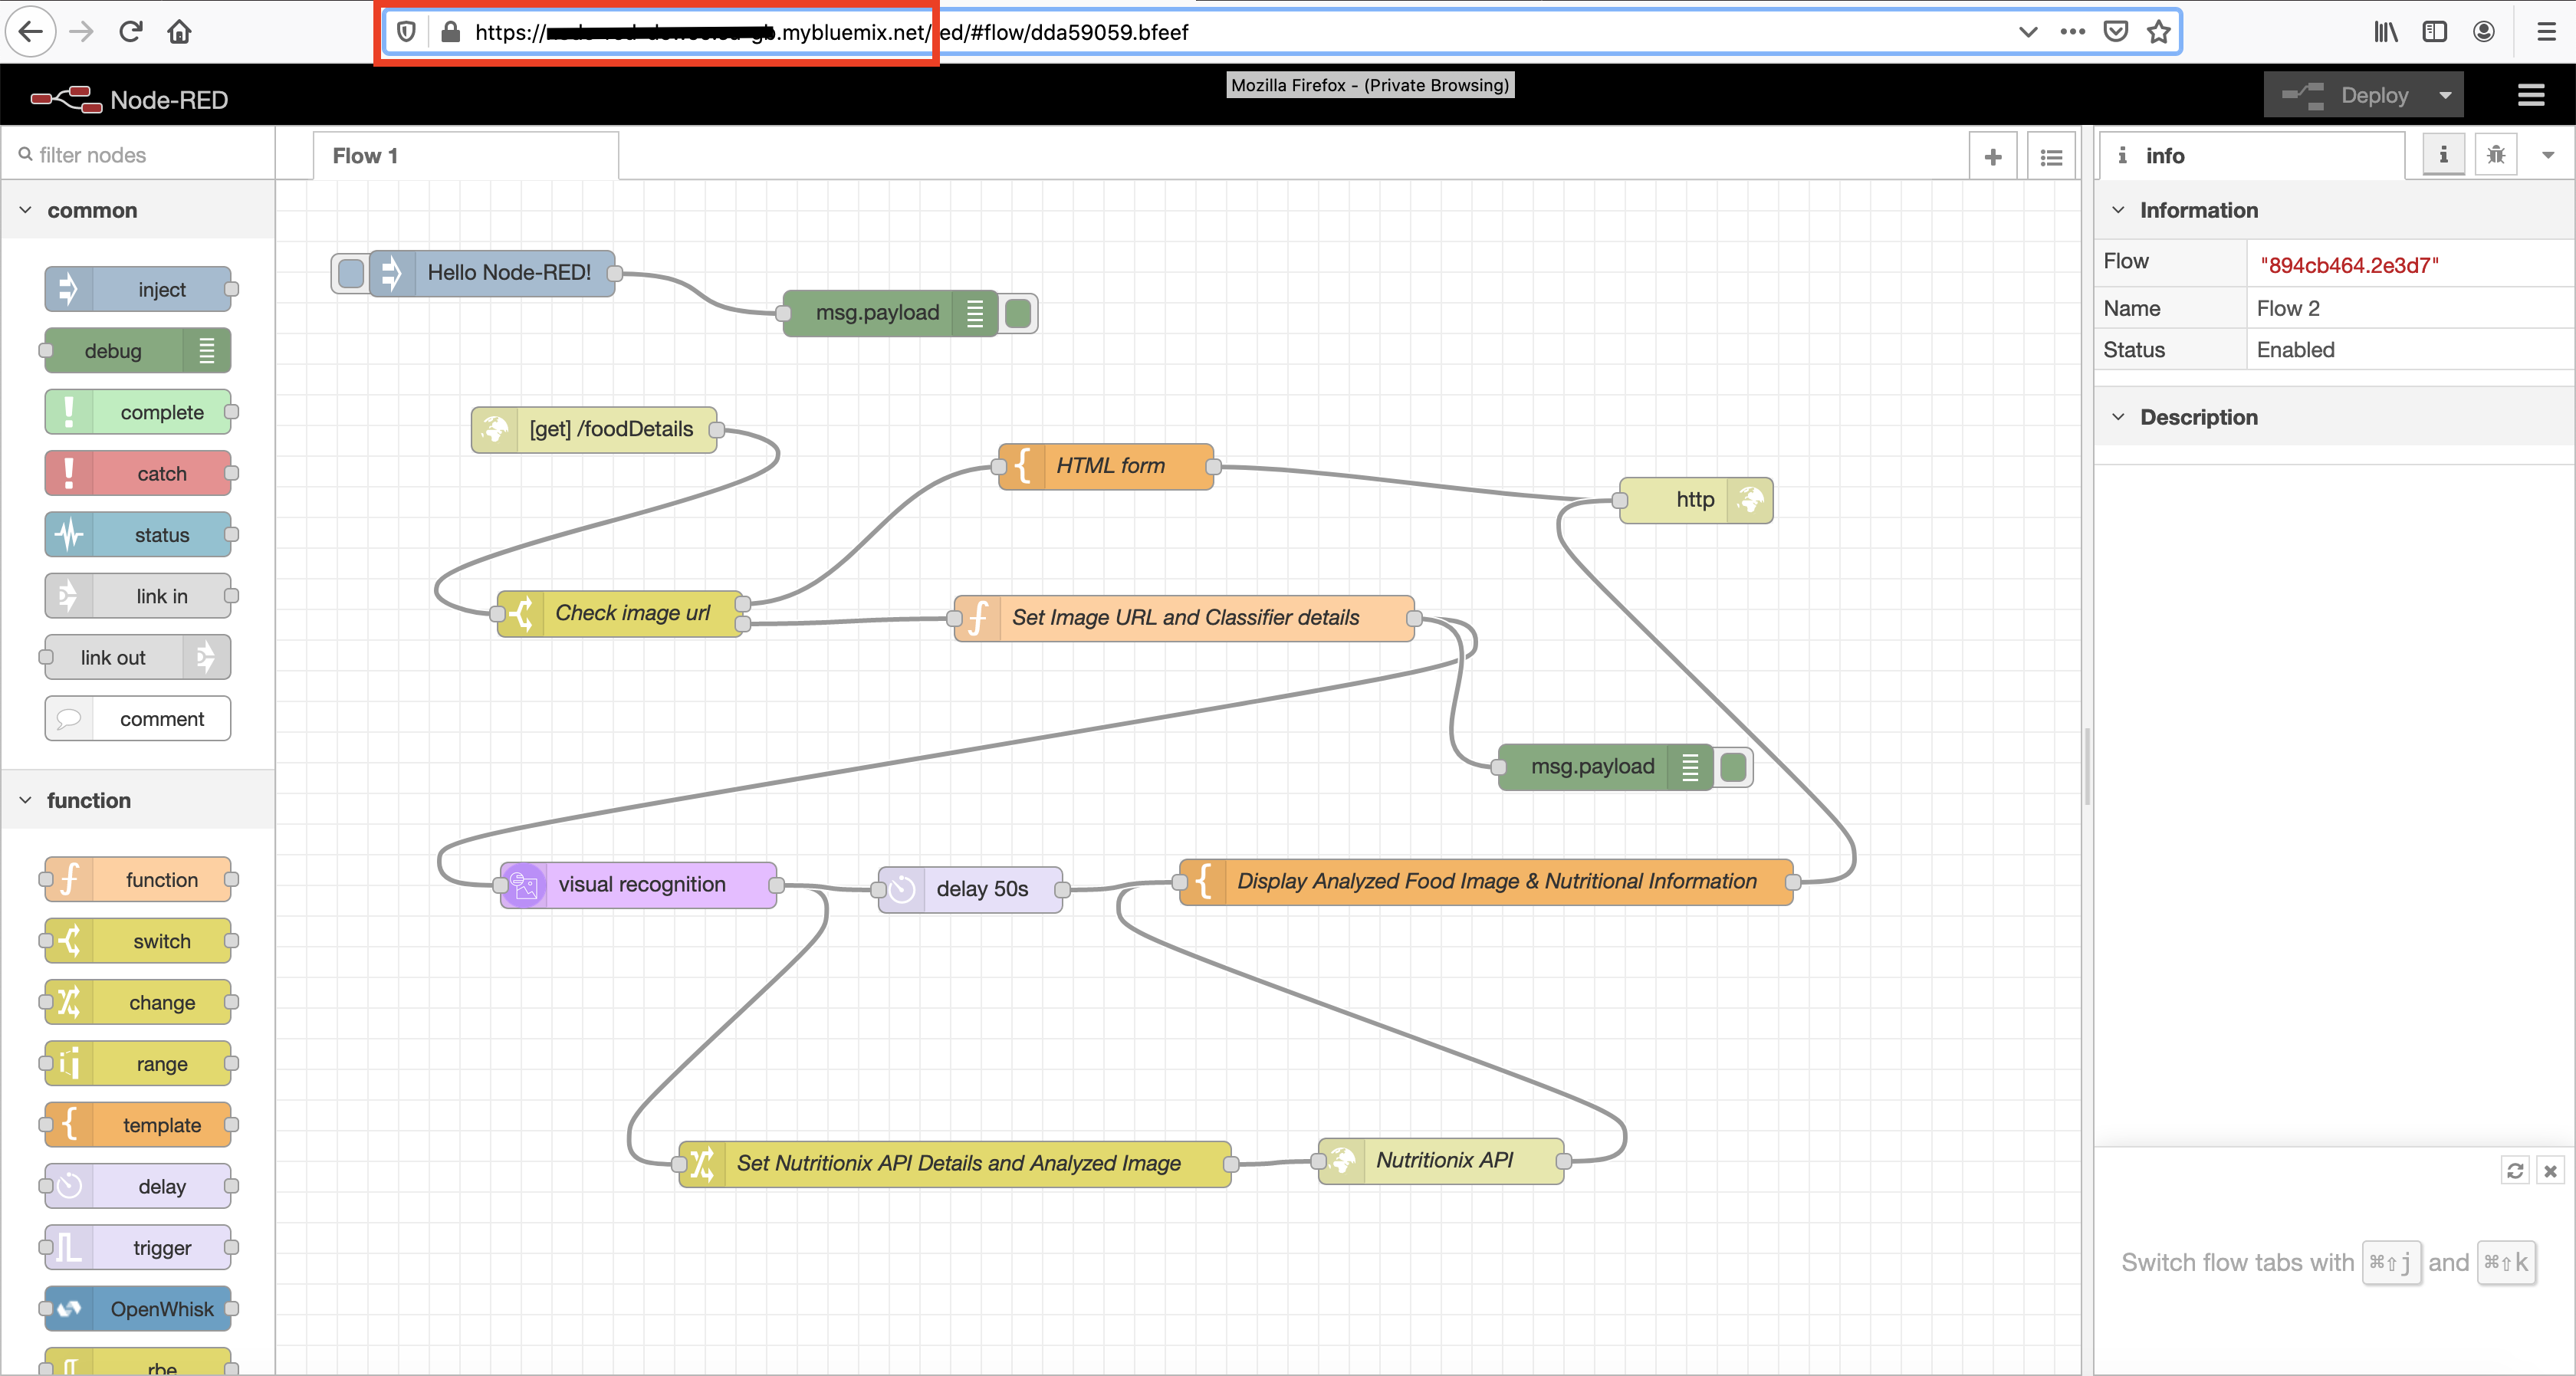 https:// .mybluemix.net/red/#flow/dda59059.bfeef
Mozilla Firefox - (Private Browsing)
Node-RED
Deploy
filter nodes
Flow 1
info
common
inject
debug
complete
catch
status
link in
link out
comment
function
function
switch
change
range
template
delay
trigger
OpenWhisk
rbe
Hello Node-RED!
msg.payload
[get] /foodDetails
HTML form
http
Check image url
Set Image URL and Classifier details
msg.payload
visual recognition
delay 50s
Display Analyzed Food Image & Nutritional Information
Set Nutritionix API Details and Analyzed Image
Nutritionix API
Information
Flow "894cb464.2e3d7"
Name Flow 2
Status Enabled
Description
Switch flow tabs with ⌘⇧j and ⌘⇧k